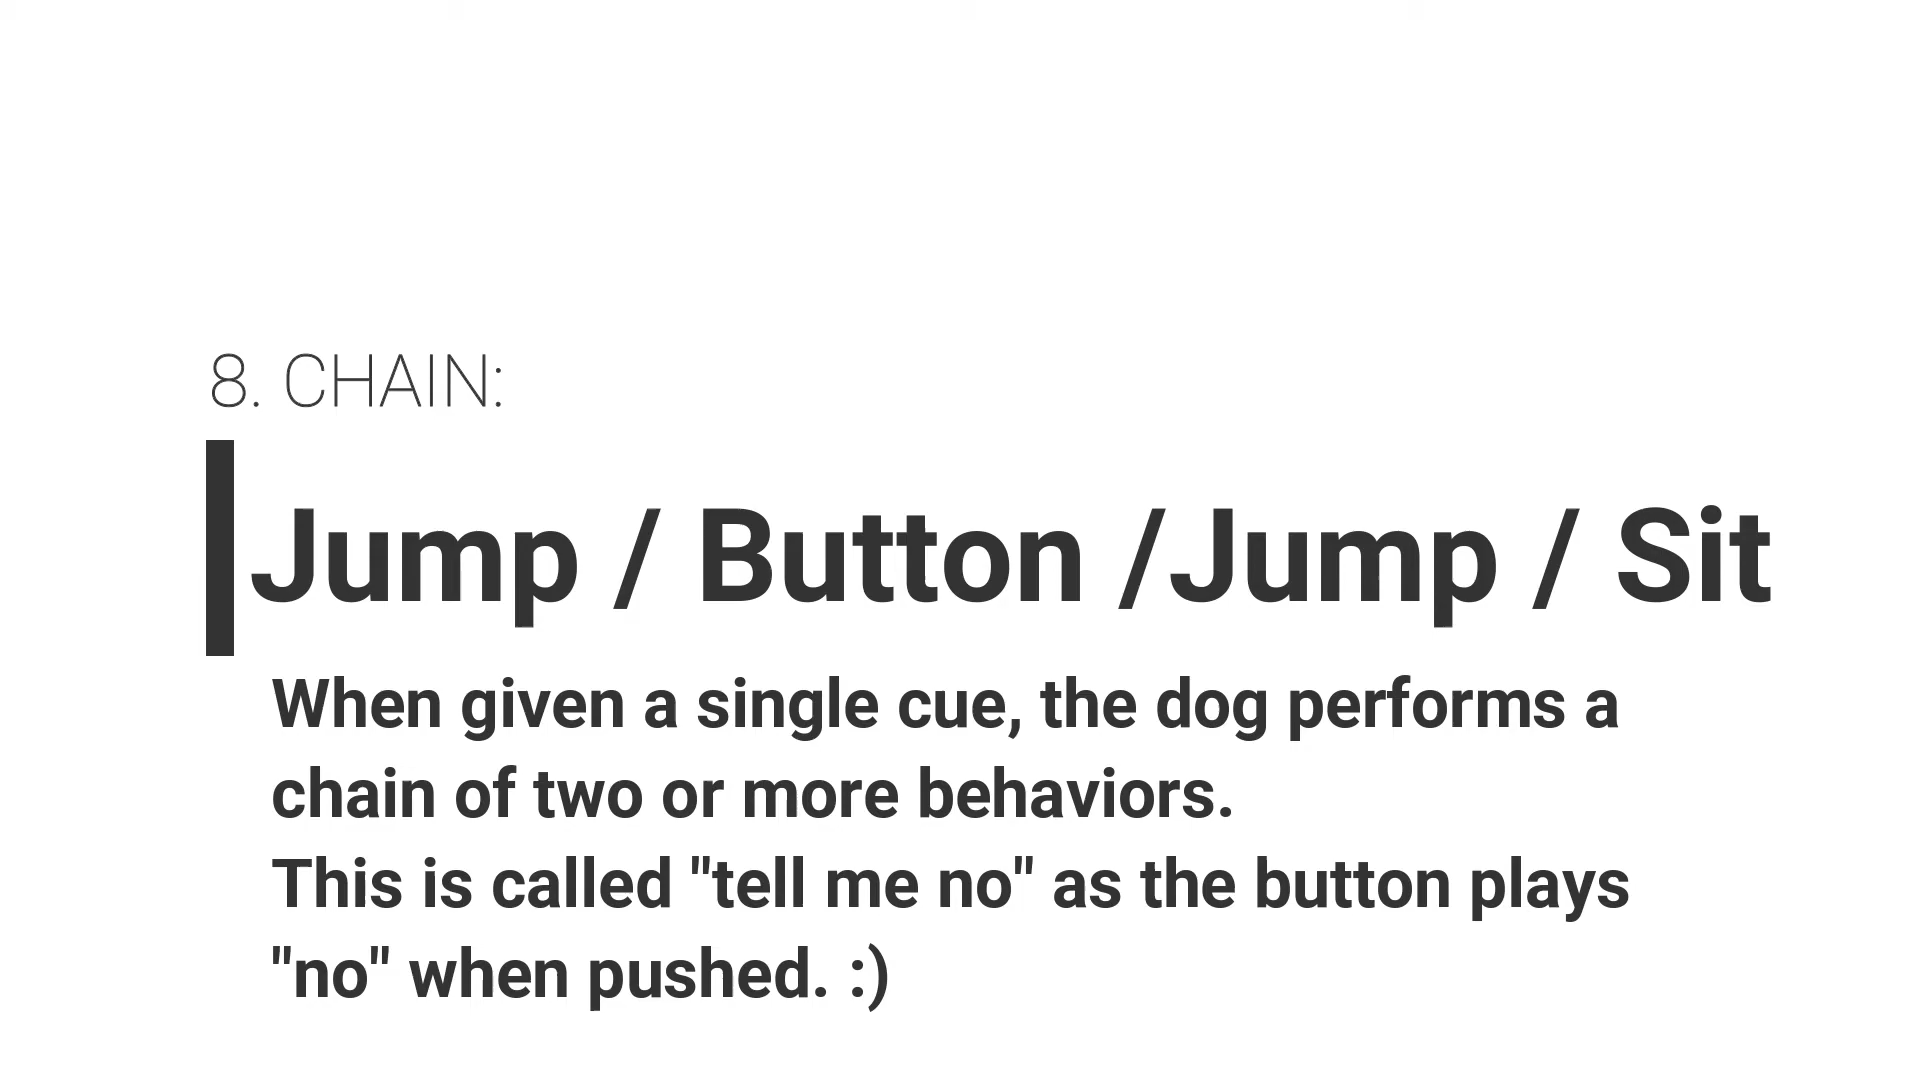 8. CHAIN:
Jump / Button /Jump / Sit
When given a single cue, the dog performs a
chain of two or more behaviors.
This is called "tell me no" as the button plays
"no" when pushed. :)